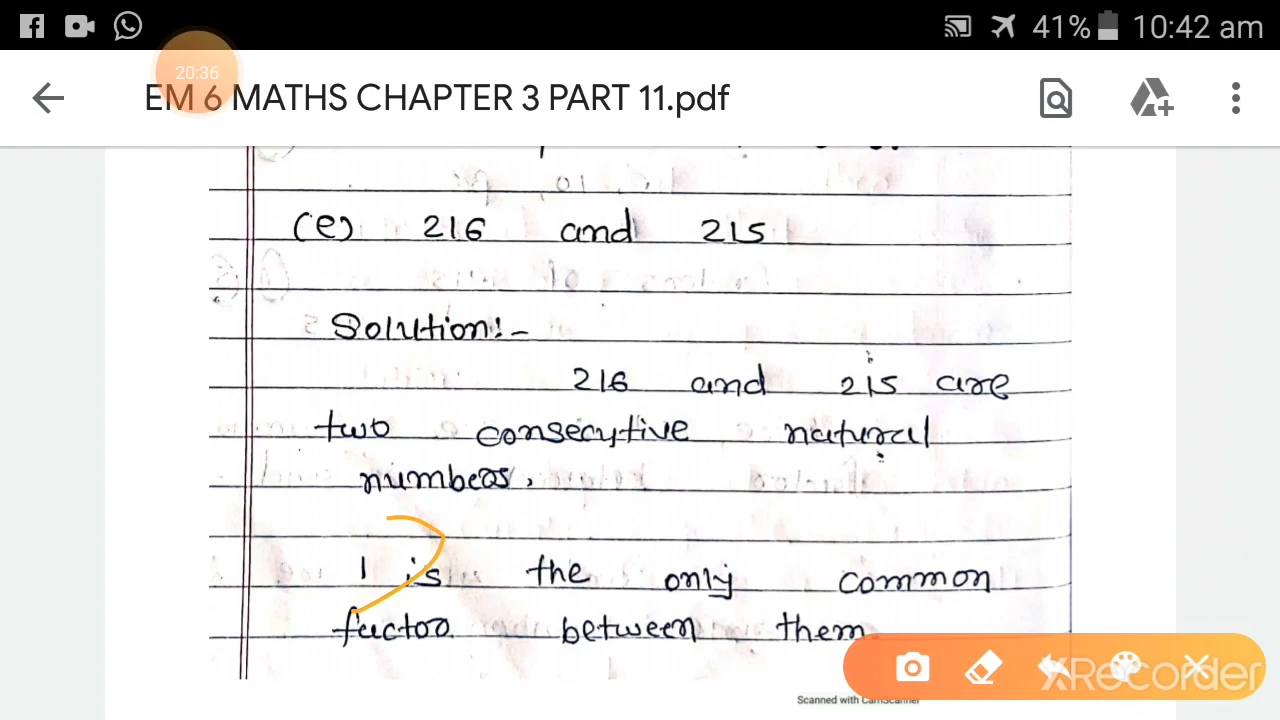 41% 10:42 am
20:36
EM 6 MATHS CHAPTER 3 PART 11.pdf
(e) 216 and 215
Solution:-
216 and 215 are
two consecutive natural
numbers.
1 is the only common
factor between them.
XRecorder
Scanned with CamScanner